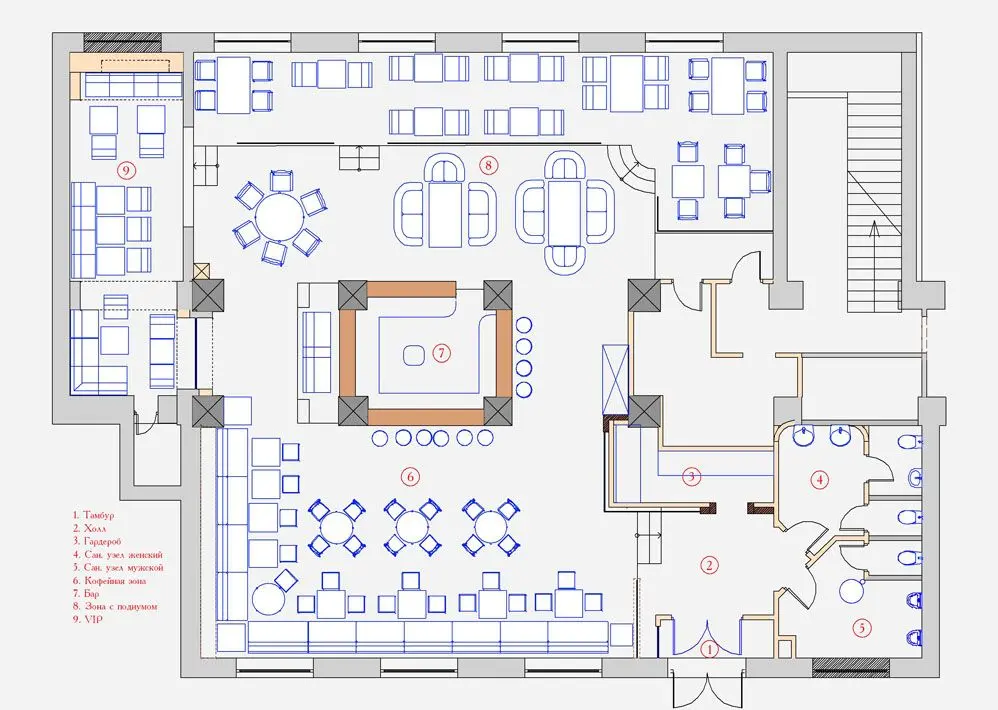 9
8
7
6
3
4
2
5
1
1. Тамбур
2. Холл
3. Гардероб
4. Сан. узел женский
5. Сан. узел мужской
6. Кофейная зона
7. Бар
8. Зона с подиумом
9. VIP